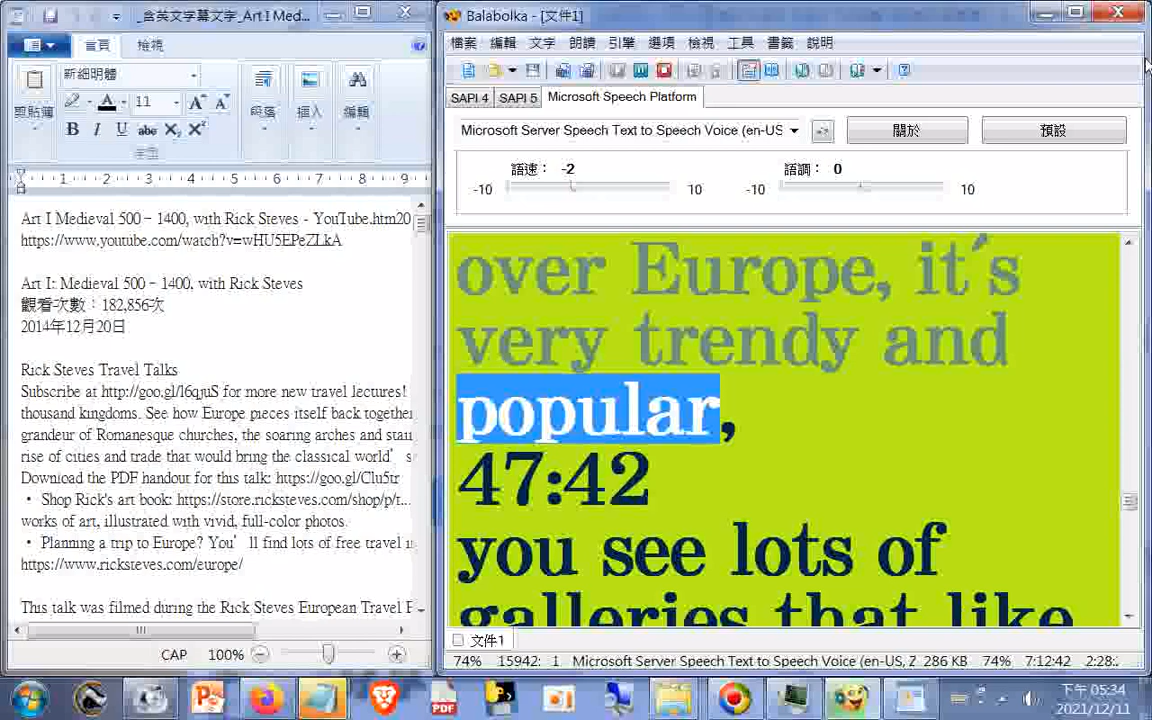 _含英文字幕文字_Art I Med...
首頁 檢視
剪貼簿
新細明體
11
B I U abc X₂ X²
字型
段落
插入
編輯
1 2 3 4 5 6 7 8 9
Art I Medieval 500－1400, with Rick Steves - YouTube.htm20
https://www.youtube.com/watch?v=wHU5EPeZLkA
Art I: Medieval 500－1400, with Rick Steves
觀看次數：182,856次
2014年12月20日
Rick Steves Travel Talks
Subscribe at http://goo.gl/l6qjuS for more new travel lectures!
thousand kingdoms. See how Europe pieces itself back together
grandeur of Romanesque churches, the soaring arches and stain
rise of cities and trade that would bring the classical world's
Download the PDF handout for this talk: https://goo.gl/Clu5tr
• Shop Rick's art book: https://store.ricksteves.com/shop/p/t...
works of art, illustrated with vivid, full-color photos.
• Planning a trip to Europe? You'll find lots of free travel i
https://www.ricksteves.com/europe/
This talk was filmed during the Rick Steves European Travel F
CAP 100%
Balabolka - [文件1]
檔案 編輯 文字 朗讀 引擎 選項 檢視 工具 書籤 說明
SAPI 4 SAPI 5 Microsoft Speech Platform
Microsoft Server Speech Text to Speech Voice (en-US
關於
預設
語速： -2
-10 10
語調： 0
-10 10
over Europe, it´s
very trendy and
popular,
47:42
you see lots of
galleries that like
文件1
74% 15942: 1 Microsoft Server Speech Text to Speech Voice (en-US, Z 286 KB 74% 7:12:42 2:28:
PDF
下午 05:34
2021/12/11